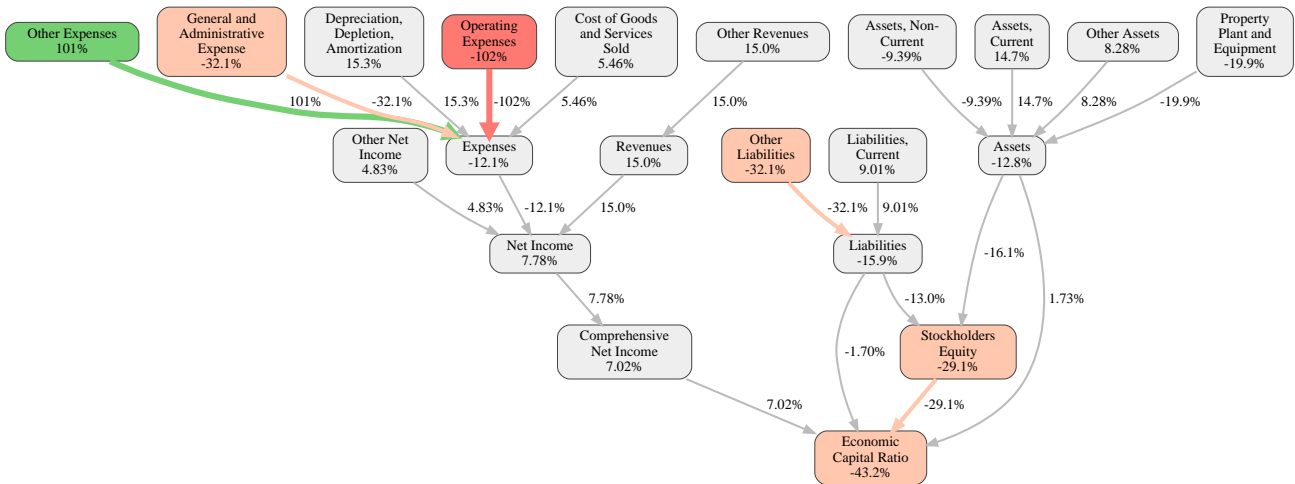 Other Expenses
101%
General and
Administrative
Expense
-32.1%
Depreciation,
Depletion,
Amortization
15.3%
Operating
Expenses
-102%
Cost of Goods
and Services
Sold
5.46%
Other Revenues
15.0%
Assets, Non-
Current
-9.39%
Assets,
Current
14.7%
Other Assets
8.28%
Property
Plant and
Equipment
-19.9%
101%
-32.1%
15.3%
-102%
5.46%
15.0%
-9.39%
14.7%
8.28%
-19.9%
Other Net
Income
4.83%
Expenses
-12.1%
Revenues
15.0%
Other
Liabilities
-32.1%
Liabilities,
Current
9.01%
Assets
-12.8%
4.83%
-12.1%
15.0%
-32.1%
9.01%
Net Income
7.78%
Liabilities
-15.9%
-16.1%
7.78%
-13.0%
1.73%
Comprehensive
Net Income
7.02%
-1.70%
Stockholders
Equity
-29.1%
7.02%
-29.1%
Economic
Capital Ratio
-43.2%